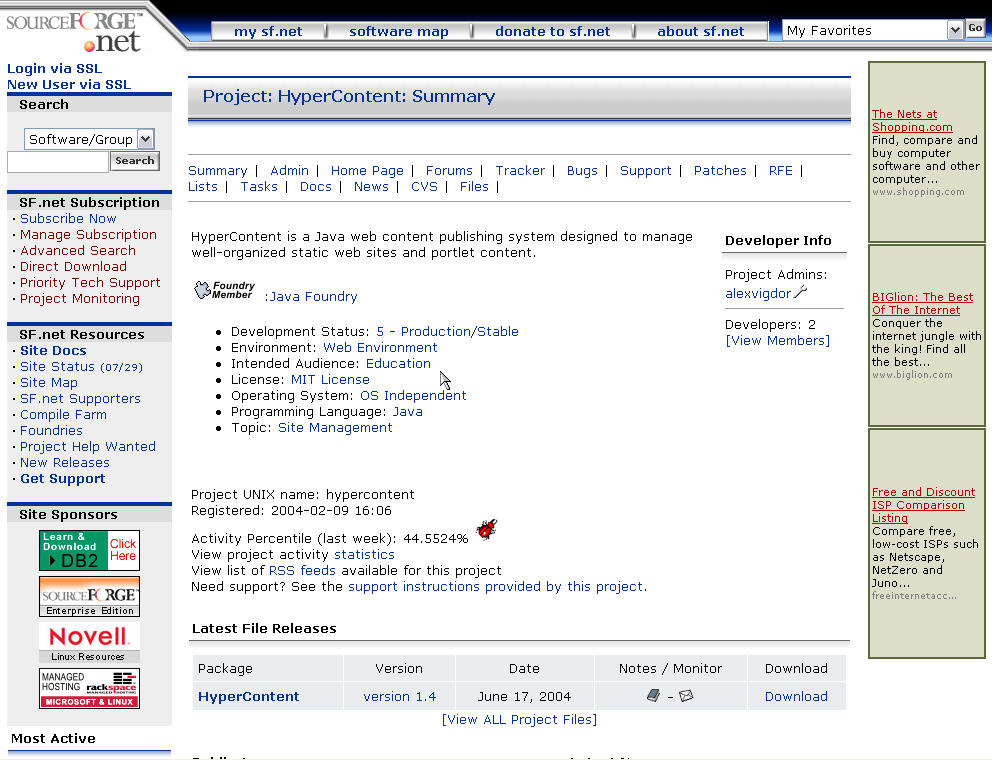 SOURCEFORGE™
.net
my sf.net | software map | donate to sf.net | about sf.net
My Favorites
Go
Login via SSL
New User via SSL
Search
Software/Group
Search
SF.net Subscription
· Subscribe Now
· Manage Subscription
· Advanced Search
· Direct Download
· Priority Tech Support
· Project Monitoring
SF.net Resources
· Site Docs
· Site Status (07/29)
· Site Map
· SF.net Supporters
· Compile Farm
· Foundries
· Project Help Wanted
· New Releases
· Get Support
Site Sponsors
Learn &
Download
DB2
Click
Here
SOURCEFORGE™
Enterprise Edition
Novell.
Linux Resources
MANAGED
HOSTING
rackspace
MANAGED HOSTING
MICROSOFT & LINUX
Most Active
Project: HyperContent: Summary
Summary | Admin | Home Page | Forums | Tracker | Bugs | Support | Patches | RFE |
Lists | Tasks | Docs | News | CVS | Files |
HyperContent is a Java web content publishing system designed to manage
well-organized static web sites and portlet content.
Foundry
Member
:Java Foundry
• Development Status: 5 - Production/Stable
• Environment: Web Environment
• Intended Audience: Education
• License: MIT License
• Operating System: OS Independent
• Programming Language: Java
• Topic: Site Management
Project UNIX name: hypercontent
Registered: 2004-02-09 16:06
Activity Percentile (last week): 44.5524%
View project activity statistics
View list of RSS feeds available for this project
Need support? See the support instructions provided by this project.
Developer Info
Project Admins:
alexvigdor
Developers: 2
[View Members]
Latest File Releases
Package Version Date Notes / Monitor Download
HyperContent version 1.4 June 17, 2004 - Download
[View ALL Project Files]
The Nets at
Shopping.com
Find, compare and
buy computer
software and other
computer...
www.shopping.com
BIGlion: The Best
Of The Internet
Conquer the
internet jungle with
the king! Find all
the best...
www.biglion.com
Free and Discount
ISP Comparison
Listing
Compare free,
low-cost ISPs such
as Netscape,
NetZero and
Juno...
freeinternetacc...